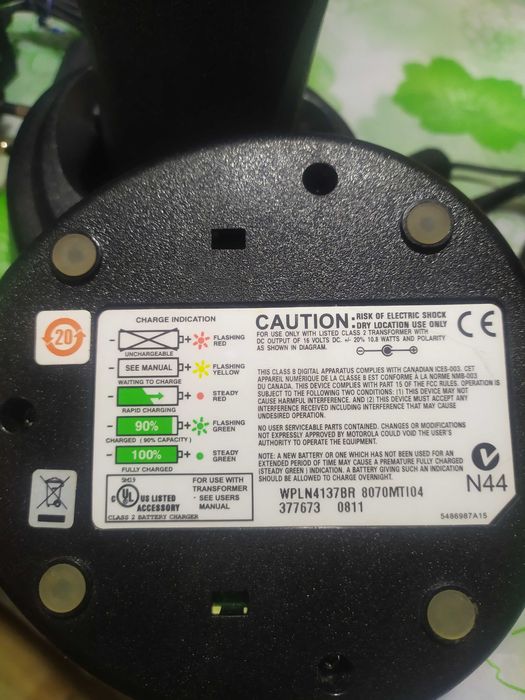 20
CHARGE INDICATION
- + FLASHING RED
UNCHARGEABLE
- SEE MANUAL + FLASHING YELLOW
WAITING TO CHARGE
- + STEADY RED
RAPID CHARGING
- 90% + FLASHING GREEN
CHARGED (90% CAPACITY)
- 100% + STEADY GREEN
FULLY CHARGED
5M19
C UL US LISTED
ACCESSORY
CLASS 2 BATTERY CHARGER
FOR USE WITH
TRANSFORMER
- SEE USERS
MANUAL
CAUTION
• RISK OF ELECTRIC SHOCK
• DRY LOCATION USE ONLY
CE
FOR USE ONLY WITH LISTED CLASS 2 TRANSFORMER WITH
DC OUTPUT OF 16 VOLTS DC, +/- 20% 10.8 WATTS AND POLARITY
AS SHOWN IN DIAGRAM.
- +
THIS CLASS B DIGITAL APPARATUS COMPLIES WITH CANADIAN ICES-003. CET
APPAREIL NUMERIQUE DE LA CLASSE B EST CONFORME A LA NORME NMB-003
DU CANADA. THIS DEVICE COMPLIES WITH PART 15 OF THE FCC RULES. OPERATION IS
SUBJECT TO THE FOLLOWING TWO CONDITIONS: (1) THIS DEVICE MAY NOT
CAUSE HARMFUL INTERFERENCE, AND (2) THIS DEVICE MUST ACCEPT ANY
INTERFERENCE RECEIVED INCLUDING INTERFERENCE THAT MAY CAUSE
UNDESIRED OPERATION.
NO USER SERVICEABLE PARTS CONTAINED. CHANGES OR MODIFICATIONS
NOT EXPRESSLY APPROVED BY MOTOROLA COULD VOID THE USER'S
AUTHORITY TO OPERATE THE EQUIPMENT.
NOTE: A NEW BATTERY OR ONE WHICH HAS NOT BEEN USED FOR AN
EXTENDED PERIOD OF TIME MAY CAUSE A PREMATURE FULLY CHARGED
(STEADY GREEN) INDICATION. A BATTERY GIVING SUCH AN INDICATION
SHOULD BE ALLOWED TO CHARGE OVERNIGHT.
N44
WPLN4137BR 8070MTI04
377673 0811
5486987A15